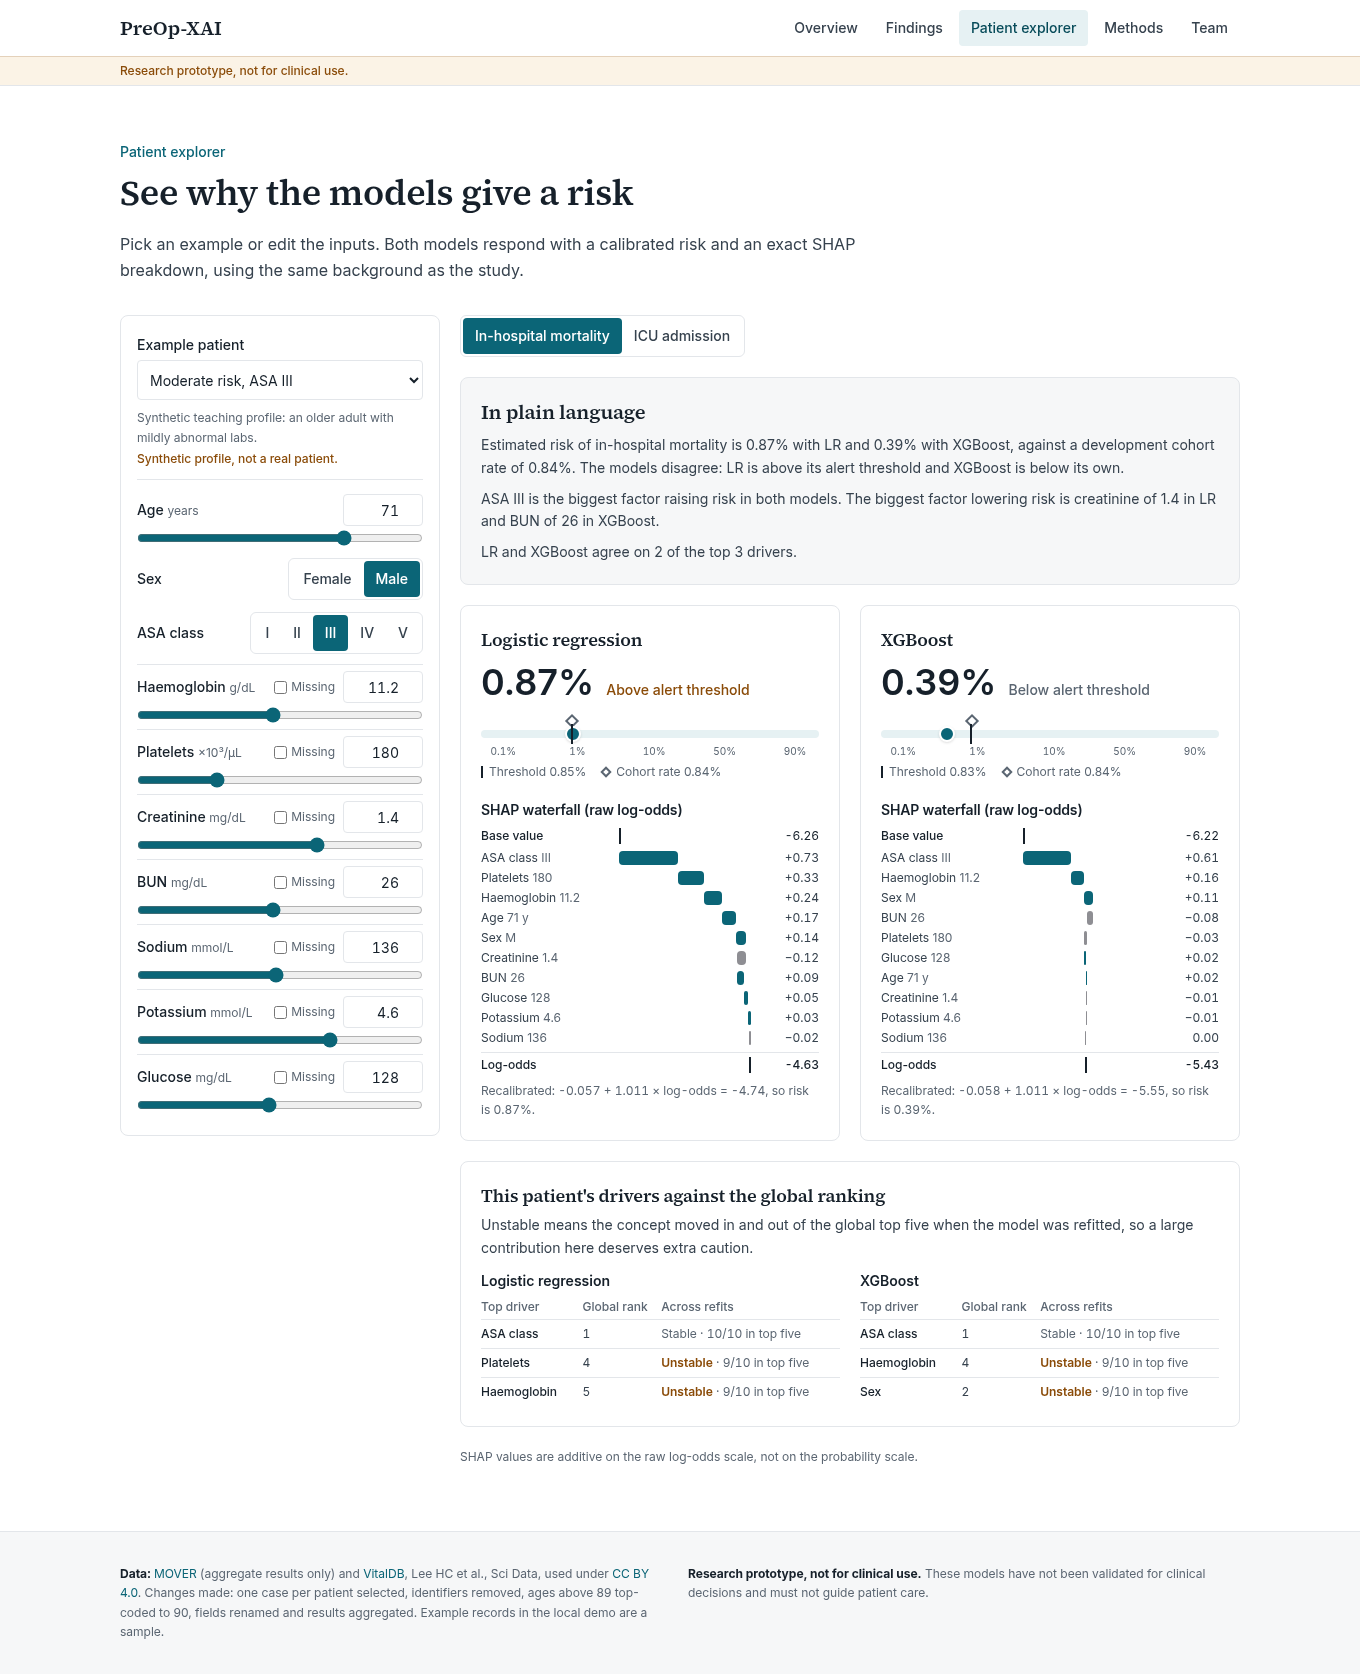 PreOp-XAI
Overview
Findings
Patient explorer
Methods
Team
Research prototype, not for clinical use.
Patient explorer
See why the models give a risk
Pick an example or edit the inputs. Both models respond with a calibrated risk and an exact SHAP
breakdown, using the same background as the study.
Example patient
Moderate risk, ASA III
Synthetic teaching profile: an older adult with
mildly abnormal labs.
Synthetic profile, not a real patient.
Age years 71
Sex Female Male
ASA class I II III IV V
Haemoglobin g/dL Missing 11.2
Platelets ×10³/µL Missing 180
Creatinine mg/dL Missing 1.4
BUN mg/dL Missing 26
Sodium mmol/L Missing 136
Potassium mmol/L Missing 4.6
Glucose mg/dL Missing 128
In-hospital mortality ICU admission
In plain language
Estimated risk of in-hospital mortality is 0.87% with LR and 0.39% with XGBoost, against a development cohort
rate of 0.84%. The models disagree: LR is above its alert threshold and XGBoost is below its own.
ASA III is the biggest factor raising risk in both models. The biggest factor lowering risk is creatinine of 1.4 in LR
and BUN of 26 in XGBoost.
LR and XGBoost agree on 2 of the top 3 drivers.
Logistic regression
0.87% Above alert threshold
0.1% 1% 10% 50% 90%
Threshold 0.85% Cohort rate 0.84%
SHAP waterfall (raw log-odds)
Base value -6.26
ASA class III +0.73
Platelets 180 +0.33
Haemoglobin 11.2 +0.24
Age 71 y +0.17
Sex M +0.14
Creatinine 1.4 −0.12
BUN 26 +0.09
Glucose 128 +0.05
Potassium 4.6 +0.03
Sodium 136 −0.02
Log-odds -4.63
Recalibrated: -0.057 + 1.011 × log-odds = -4.74, so risk
is 0.87%.
XGBoost
0.39% Below alert threshold
0.1% 1% 10% 50% 90%
Threshold 0.83% Cohort rate 0.84%
SHAP waterfall (raw log-odds)
Base value -6.22
ASA class III +0.61
Haemoglobin 11.2 +0.16
Sex M +0.11
BUN 26 −0.08
Platelets 180 −0.03
Glucose 128 +0.02
Age 71 y +0.02
Creatinine 1.4 −0.01
Potassium 4.6 −0.01
Sodium 136 0.00
Log-odds -5.43
Recalibrated: -0.058 + 1.011 × log-odds = -5.55, so risk
is 0.39%.
This patient's drivers against the global ranking
Unstable means the concept moved in and out of the global top five when the model was refitted, so a large
contribution here deserves extra caution.
Logistic regression
Top driver Global rank Across refits
ASA class 1 Stable · 10/10 in top five
Platelets 4 Unstable · 9/10 in top five
Haemoglobin 5 Unstable · 9/10 in top five
XGBoost
Top driver Global rank Across refits
ASA class 1 Stable · 10/10 in top five
Haemoglobin 4 Unstable · 9/10 in top five
Sex 2 Unstable · 9/10 in top five
SHAP values are additive on the raw log-odds scale, not on the probability scale.
Data: MOVER (aggregate results only) and VitalDB, Lee HC et al., Sci Data, used under CC BY
4.0. Changes made: one case per patient selected, identifiers removed, ages above 89 top-
coded to 90, fields renamed and results aggregated. Example records in the local demo are a
sample.
Research prototype, not for clinical use. These models have not been validated for clinical
decisions and must not guide patient care.